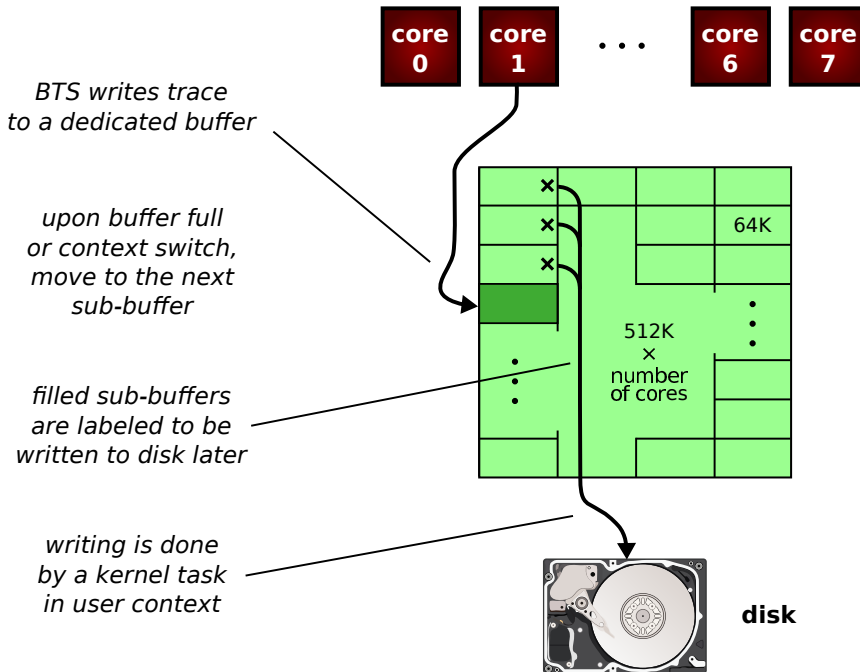 core
0
core
1
. . .
core
6
core
7
BTS writes trace
to a dedicated buffer
upon buffer full
or context switch,
move to the next
sub-buffer
64K
512K
×
number
of cores
filled sub-buffers
are labeled to be
written to disk later
writing is done
by a kernel task
in user context
disk